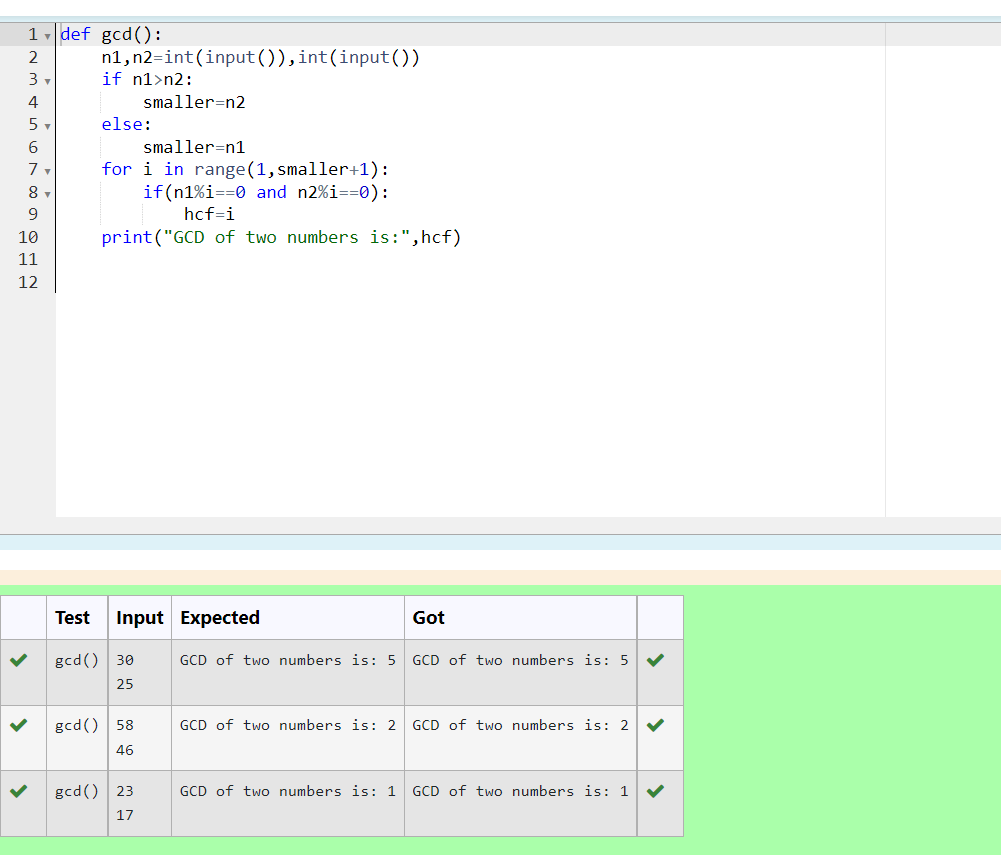 1 def gcd():
2     n1,n2=int(input()),int(input())
3     if n1>n2:
4         smaller=n2
5     else:
6         smaller=n1
7     for i in range(1,smaller+1):
8         if(n1%i==0 and n2%i==0):
9             hcf=i
10     print("GCD of two numbers is:",hcf)
11
12
Test Input Expected Got
gcd() 30 GCD of two numbers is: 5 GCD of two numbers is: 5
25
gcd() 58 GCD of two numbers is: 2 GCD of two numbers is: 2
46
gcd() 23 GCD of two numbers is: 1 GCD of two numbers is: 1
17